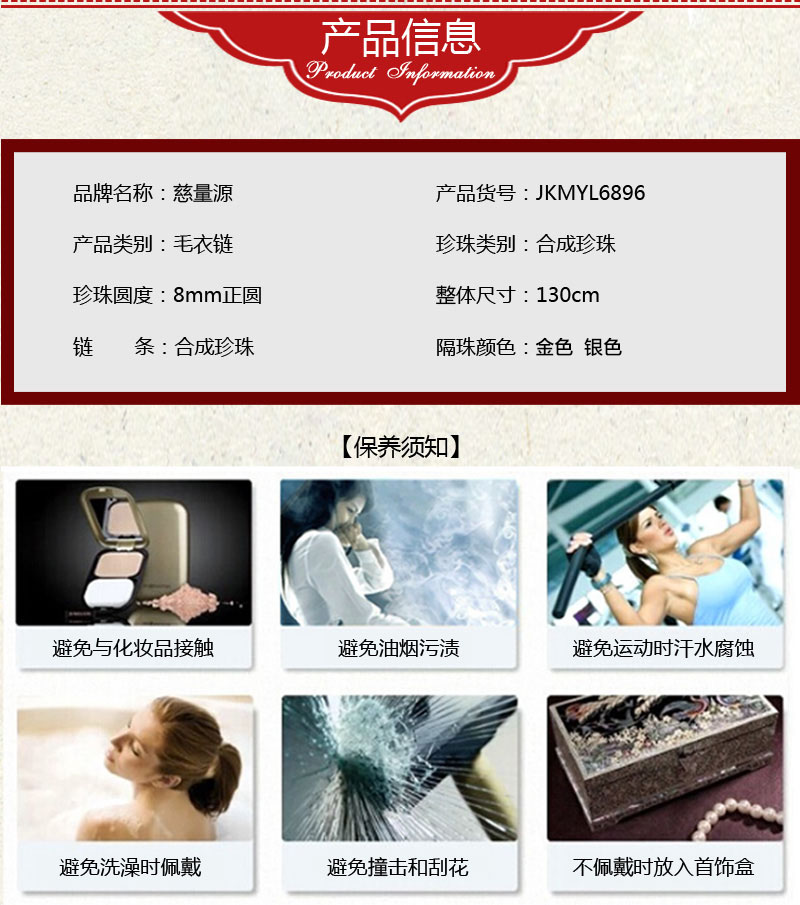 产品信息
Product Information
品牌名称：慈量源 产品货号：JKMYL6896
产品类别：毛衣链 珍珠类别：合成珍珠
珍珠圆度：8mm正圆 整体尺寸：130cm
链 条：合成珍珠 隔珠颜色：金色 银色
【保养须知】
避免与化妆品接触 避免油烟污渍 避免运动时汗水腐蚀
避免洗澡时佩戴 避免撞击和刮花 不佩戴时放入首饰盒